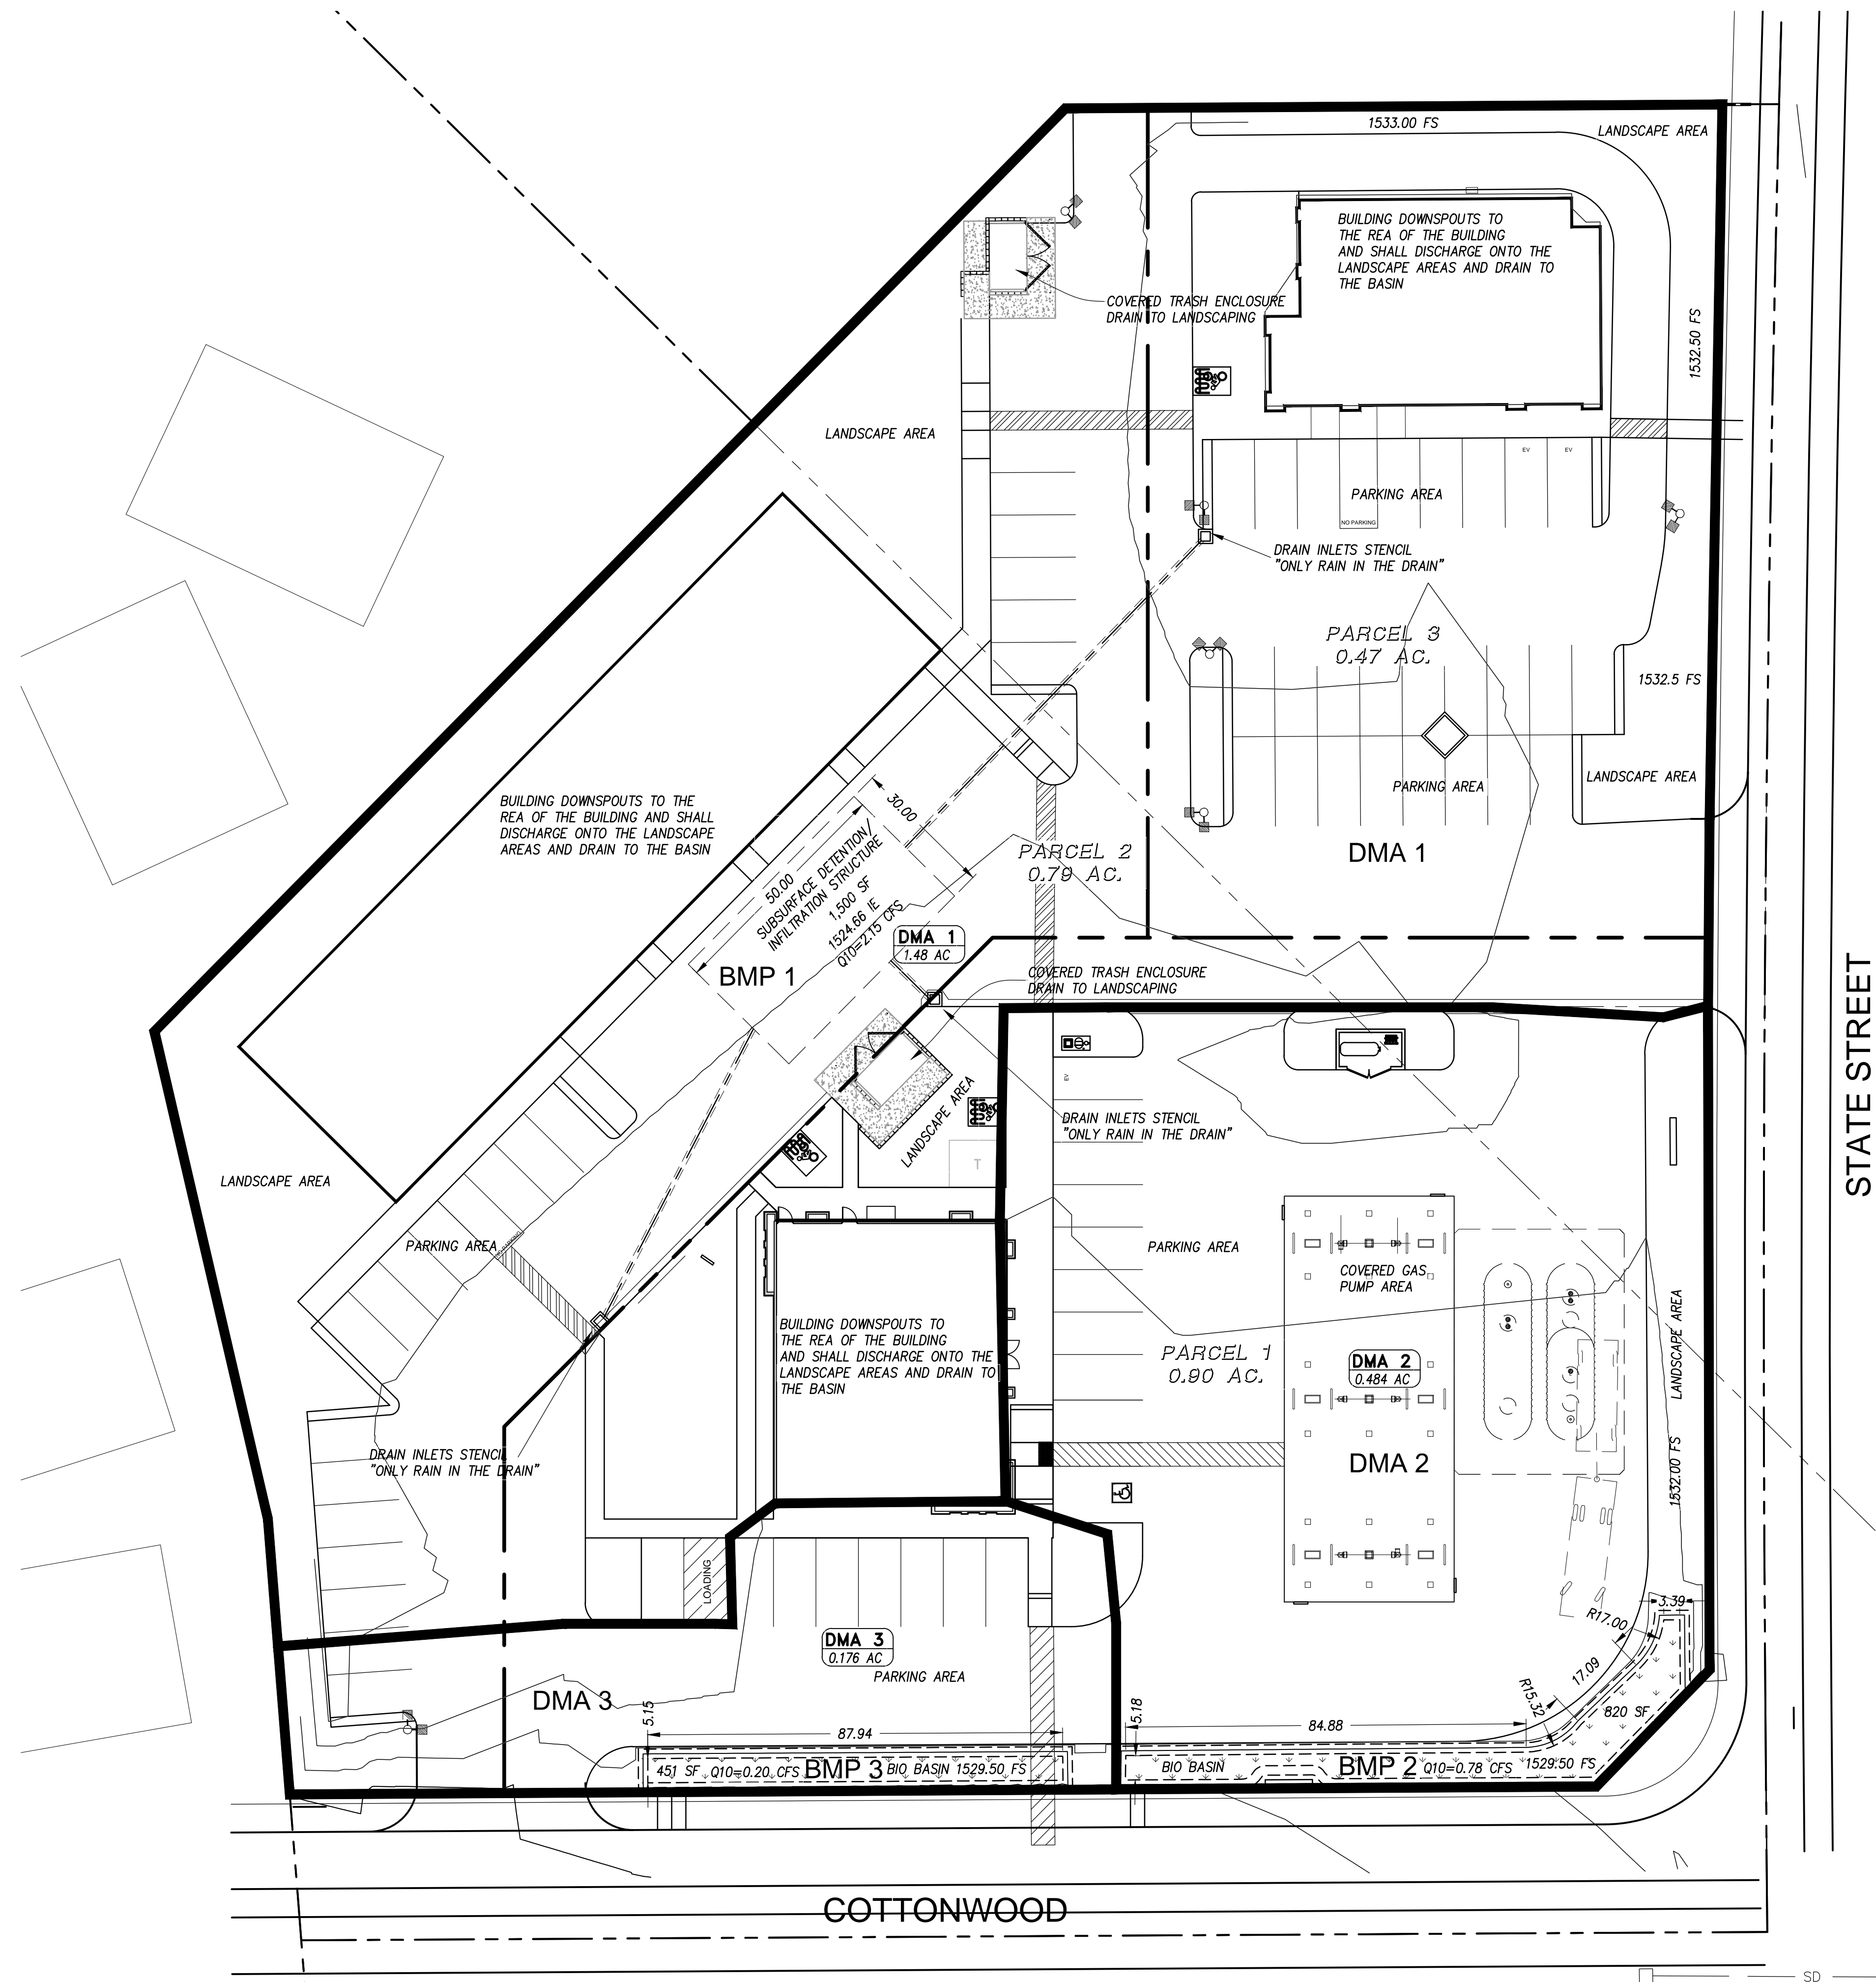 1533.00 FS
LANDSCAPE AREA
BUILDING DOWNSPOUTS TO
THE REA OF THE BUILDING
AND SHALL DISCHARGE ONTO THE
LANDSCAPE AREAS AND DRAIN TO
THE BASIN
COVERED TRASH ENCLOSURE
DRAIN TO LANDSCAPING
1532.50 FS
LANDSCAPE AREA
EV
EV
PARKING AREA
NO PARKING
DRAIN INLETS STENCIL
"ONLY RAIN IN THE DRAIN"
PARCEL 3
0.47 AC.
1532.5 FS
LANDSCAPE AREA
PARKING AREA
BUILDING DOWNSPOUTS TO THE
REA OF THE BUILDING AND SHALL
DISCHARGE ONTO THE LANDSCAPE
AREAS AND DRAIN TO THE BASIN
30.00
50.00
SUBSURFACE DETENTION/
INFILTRATION STRUCTURE
1,500 SF
1524.66 IE
Q10=2.15 CFS
BMP 1
PARCEL 2
0.79 AC.
DMA 1
DMA 1
1.48 AC
COVERED TRASH ENCLOSURE
DRAIN TO LANDSCAPING
STATE STREET
EV
DRAIN INLETS STENCIL
"ONLY RAIN IN THE DRAIN"
LANDSCAPE AREA
T
LANDSCAPE AREA
PARKING AREA
NO PARKING
PARKING AREA
COVERED GAS
PUMP AREA
LANDSCAPE AREA
BUILDING DOWNSPOUTS TO
THE REA OF THE BUILDING
AND SHALL DISCHARGE ONTO THE
LANDSCAPE AREAS AND DRAIN TO
THE BASIN
PARCEL 1
0.90 AC.
DMA 2
0.484 AC
DMA 2
1532.00 FS
DRAIN INLETS STENCIL
"ONLY RAIN IN THE DRAIN"
LOADING
3.39
R17.00
17.09
R15.32
820 SF
DMA 3
0.176 AC
PARKING AREA
DMA 3
5.15
87.94
5.18
84.88
451 SF
Q10=0.20 CFS
BMP 3
BIO BASIN 1529.50 FS
BIO BASIN
BMP 2
Q10=0.78 CFS
1529.50 FS
COTTONWOOD
SD